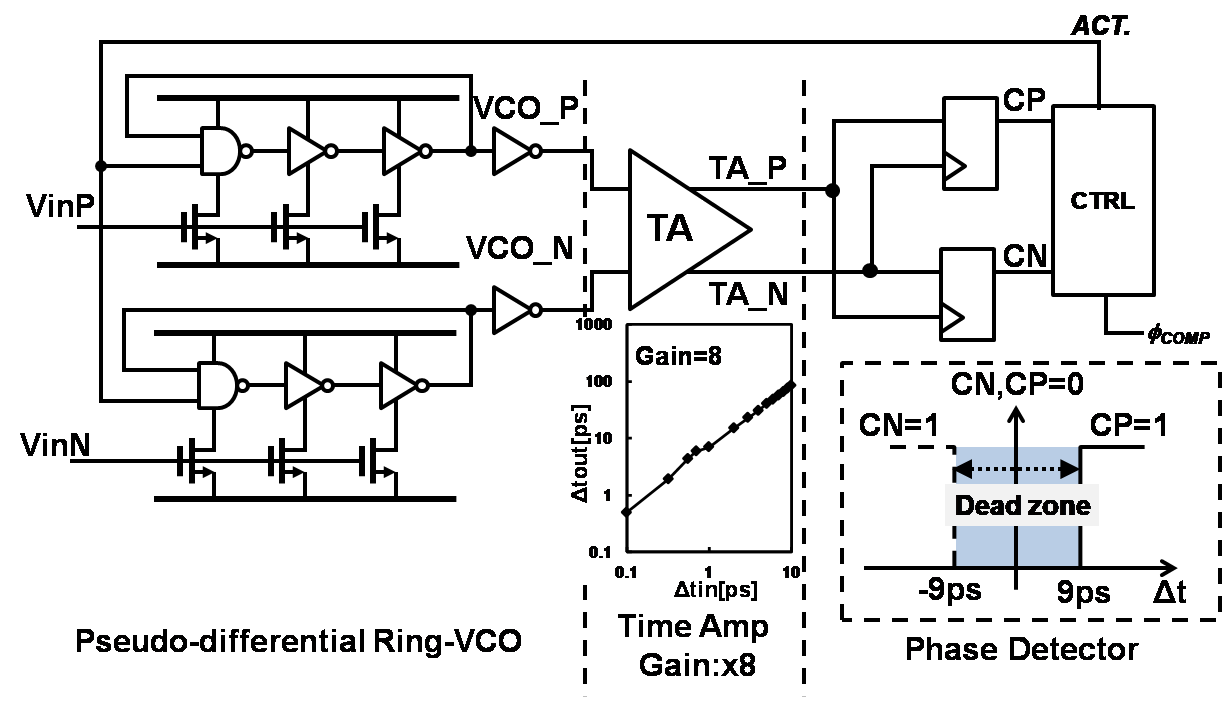 ACT.
VCO_P
CP
TA_P
CTRL
VinP
TA
VCO_N
CN
TA_N
ϕCOMP
1000
Gain=8
100
10
1
0.1
Δtout[ps]
0.1
1
10
Δtin[ps]
VinN
CN,CP=0
CN=1
CP=1
Dead zone
-9ps
9ps
Δt
Pseudo-differential Ring-VCO
Time Amp
Gain:x8
Phase Detector